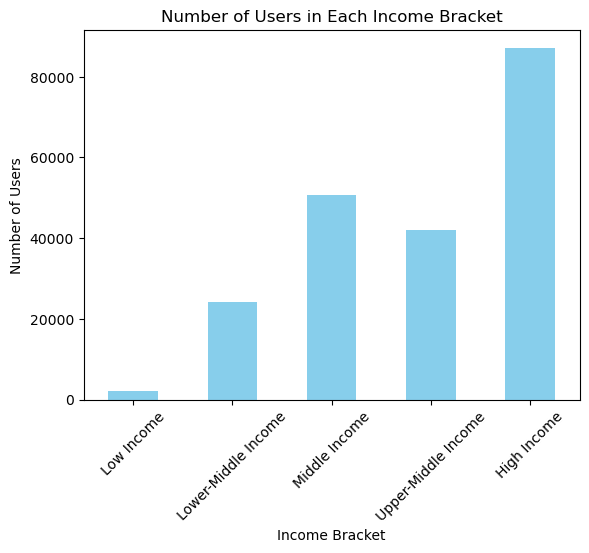 Number of Users in Each Income Bracket
Number of Users
80000
60000
40000
20000
0
Low Income
Lower-Middle Income
Middle Income
Upper-Middle Income
High Income
Income Bracket